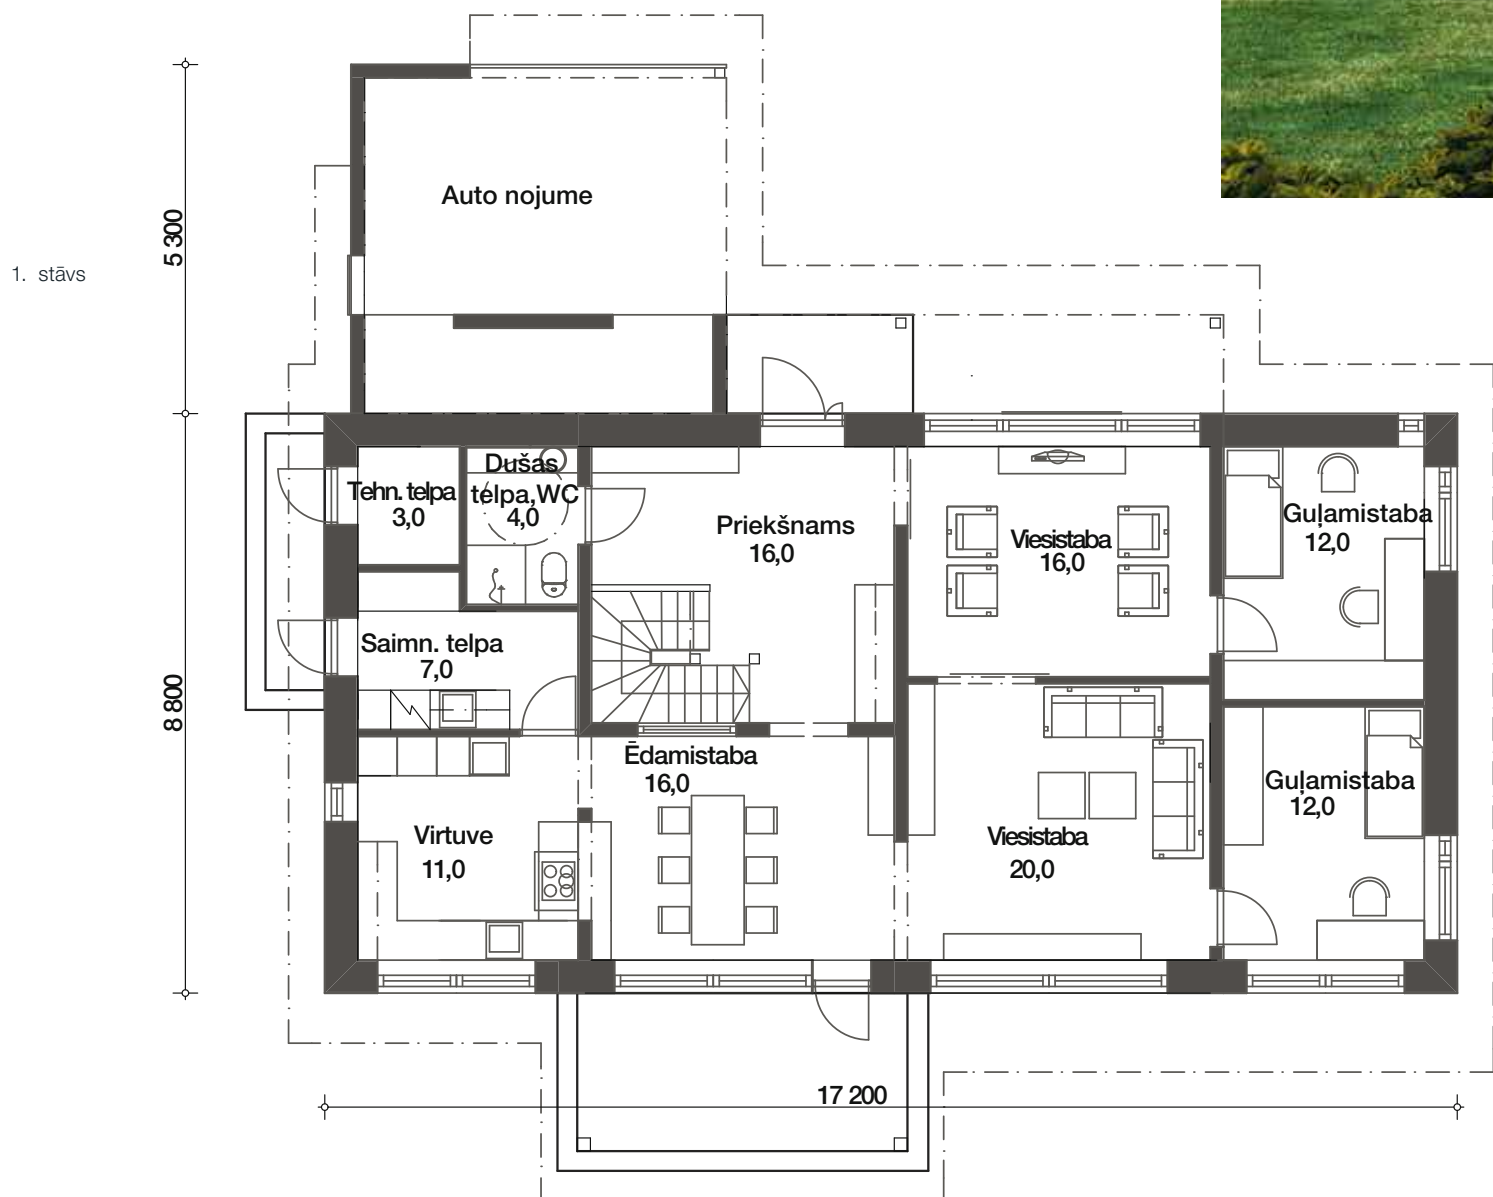 Auto nojume
5 300
1. stāvs
Dušas
telpa,WC
4,0
Tehn. telpa
3,0
Priekšnams
16,0
Viesistaba
16,0
Guļamistaba
12,0
Saimn. telpa
7,0
8 800
Ēdamistaba
16,0
Guļamistaba
12,0
Virtuve
11,0
Viesistaba
20,0
17 200